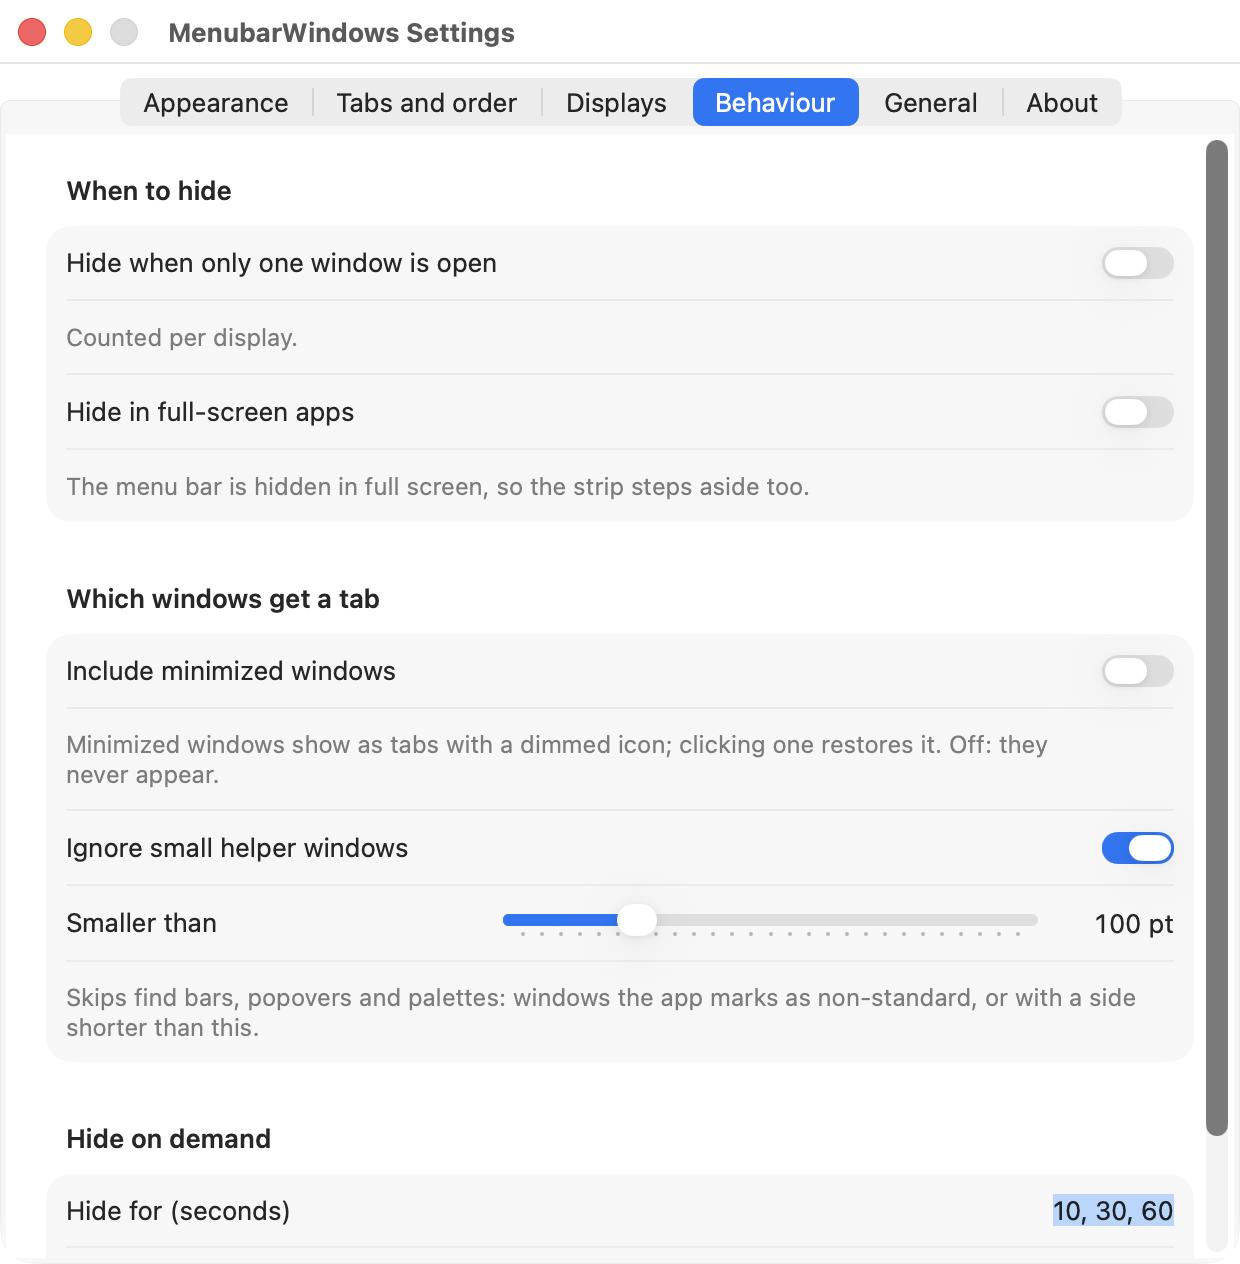 MenubarWindows Settings
Appearance
Tabs and order
Displays
Behaviour
General
About
When to hide
Hide when only one window is open
Counted per display.
Hide in full-screen apps
The menu bar is hidden in full screen, so the strip steps aside too.
Which windows get a tab
Include minimized windows
Minimized windows show as tabs with a dimmed icon; clicking one restores it. Off: they
never appear.
Ignore small helper windows
Smaller than
100 pt
Skips find bars, popovers and palettes: windows the app marks as non-standard, or with a side
shorter than this.
Hide on demand
Hide for (seconds)
10, 30, 60